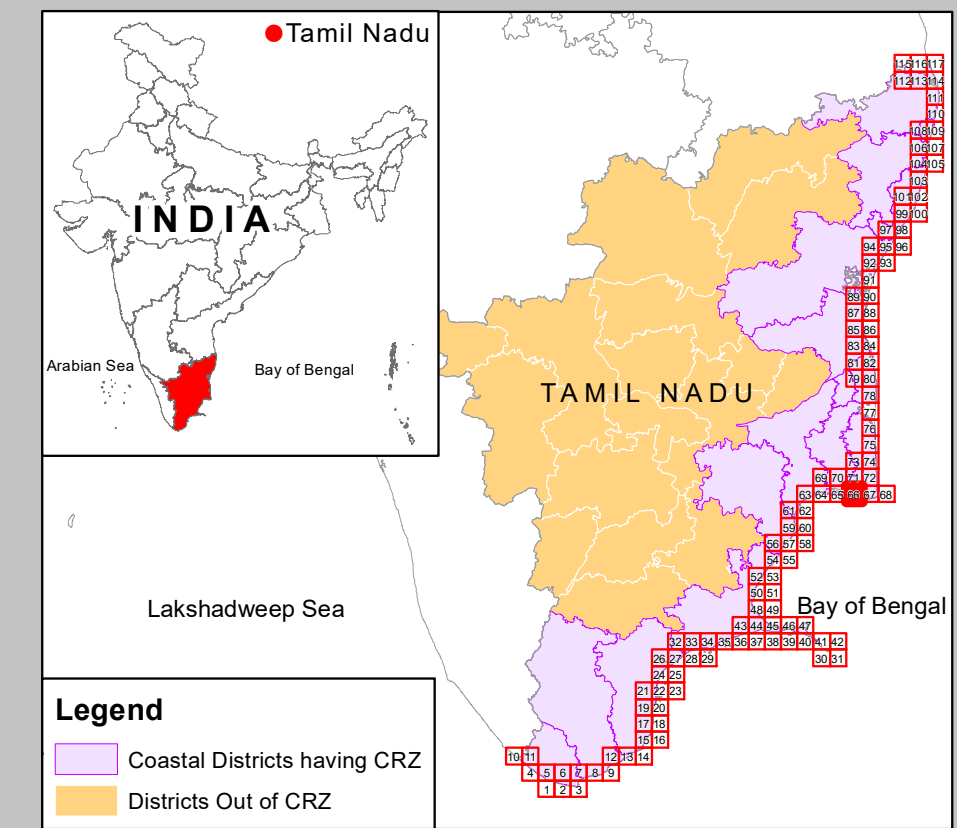 Tamil Nadu
INDIA
Arabian Sea
Bay of Bengal
TAMIL NADU
115 116 117
112 113 114
111
110
108 109
106 107
104 105
103
101 102
99 100
97 98
94 95 96
92 93
91
89 90
87 88
85 86
83 84
81 82
79 80
78
77
76
75
73 74
69 70 71 72
63 64 65 66 67 68
61 62
59 60
56 57 58
54 55
52 53
50 51
48 49
Bay of Bengal
Lakshadweep Sea
43 44 45 46 47
32 33 34 35 36 37 38 39 40 41 42
26 27 28 29 30 31
24 25
21 22 23
19 20
17 18
15 16
10 11 12 13 14
4 5 6 7 8 9
1 2 3
Legend
Coastal Districts having CRZ
Districts Out of CRZ